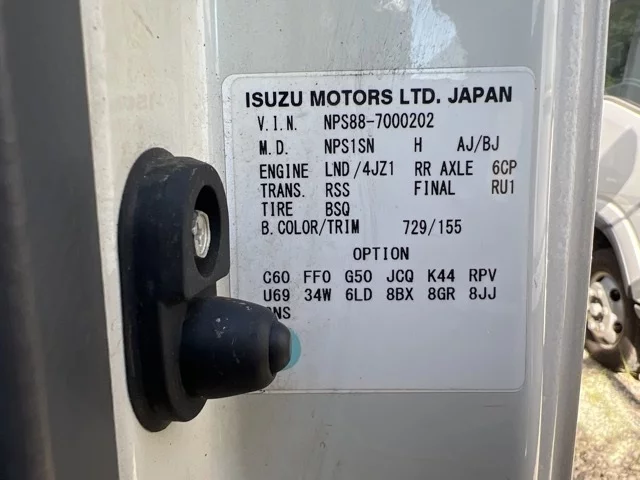 ISUZU MOTORS LTD. JAPAN
V.I.N. NPS88-7000202
M.D. NPS1SN H AJ/BJ
ENGINE LND/4JZ1 RR AXLE 6CP
TRANS. RSS FINAL RU1
TIRE BSQ
B.COLOR/TRIM 729/155
OPTION
C60 FF0 G50 JCQ K44 RPV
U69 34W 6LD 8BX 8GR 8JJ